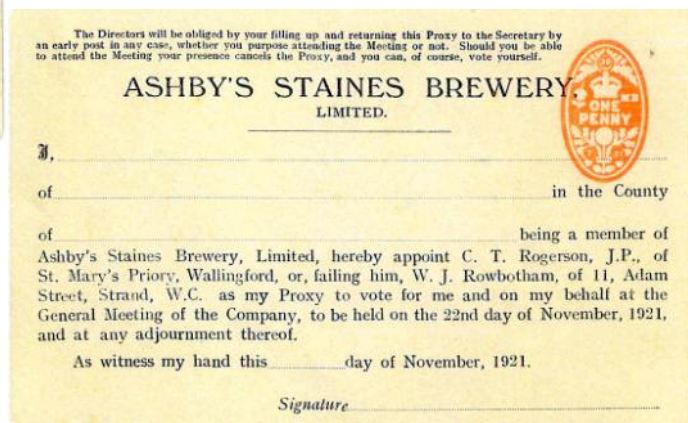 The Directors will be obliged by your filling up and returning this Proxy to the Secretary by
an early post in any case, whether you purpose attending the Meeting or not. Should you be able
to attend the Meeting your presence cancels the Proxy, and you can, of course, vote yourself.
ASHBY'S STAINES BREWERY,
LIMITED.
ONE
PENNY
I,
of in the County
of being a member of
Ashby's Staines Brewery, Limited, hereby appoint C. T. Rogerson, J.P., of
St. Mary's Priory, Wallingford, or, failing him, W. J. Rowbotham, of 11, Adam
Street, Strand, W.C. as my Proxy to vote for me and on my behalf at the
General Meeting of the Company, to be held on the 22nd day of November, 1921,
and at any adjournment thereof.
As witness my hand this day of November, 1921.
Signature